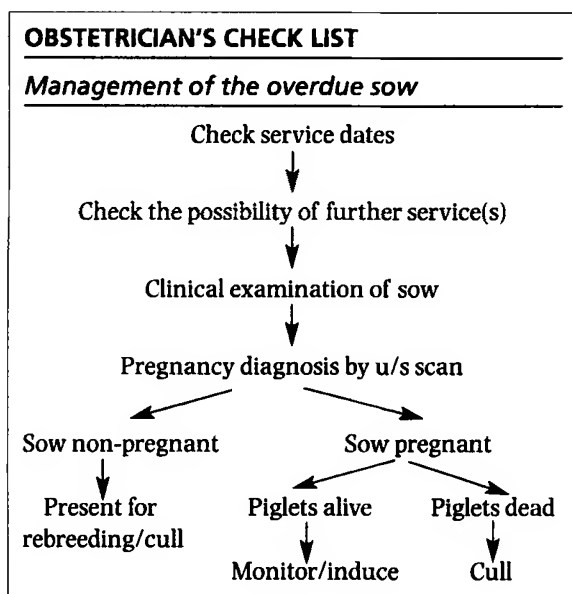 OBSTETRICIAN'S CHECK LIST
Management of the overdue sow
Check service dates
Check the possibility of further service(s)
Clinical examination of sow
Pregnancy diagnosis by u/s scan
Sow non-pregnant
Sow pregnant
Present for
rebreeding/cull
Piglets alive
Piglets dead
Monitor/induce
Cull